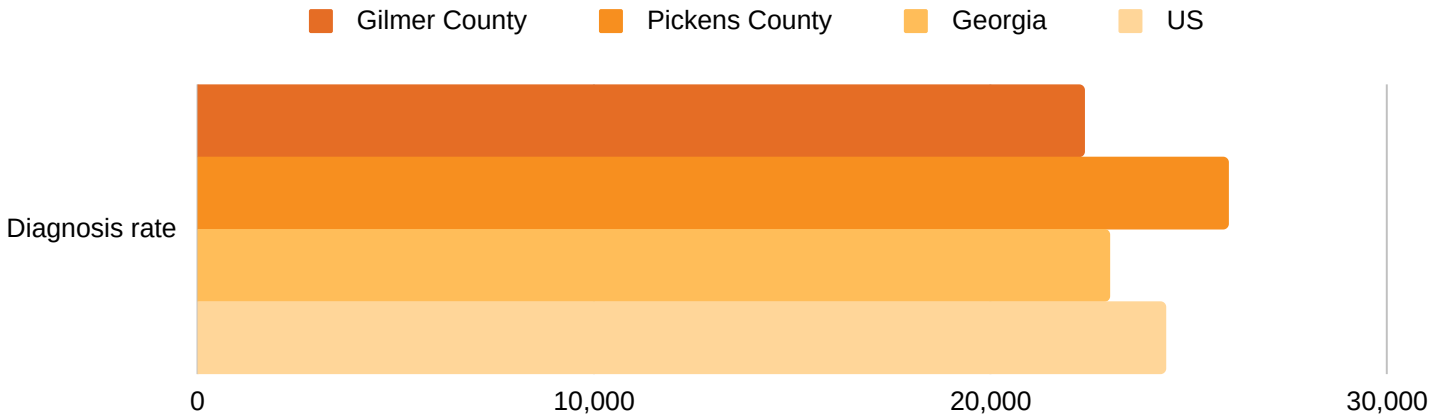 Gilmer County Pickens County Georgia US
Diagnosis rate
0 10,000 20,000 30,000